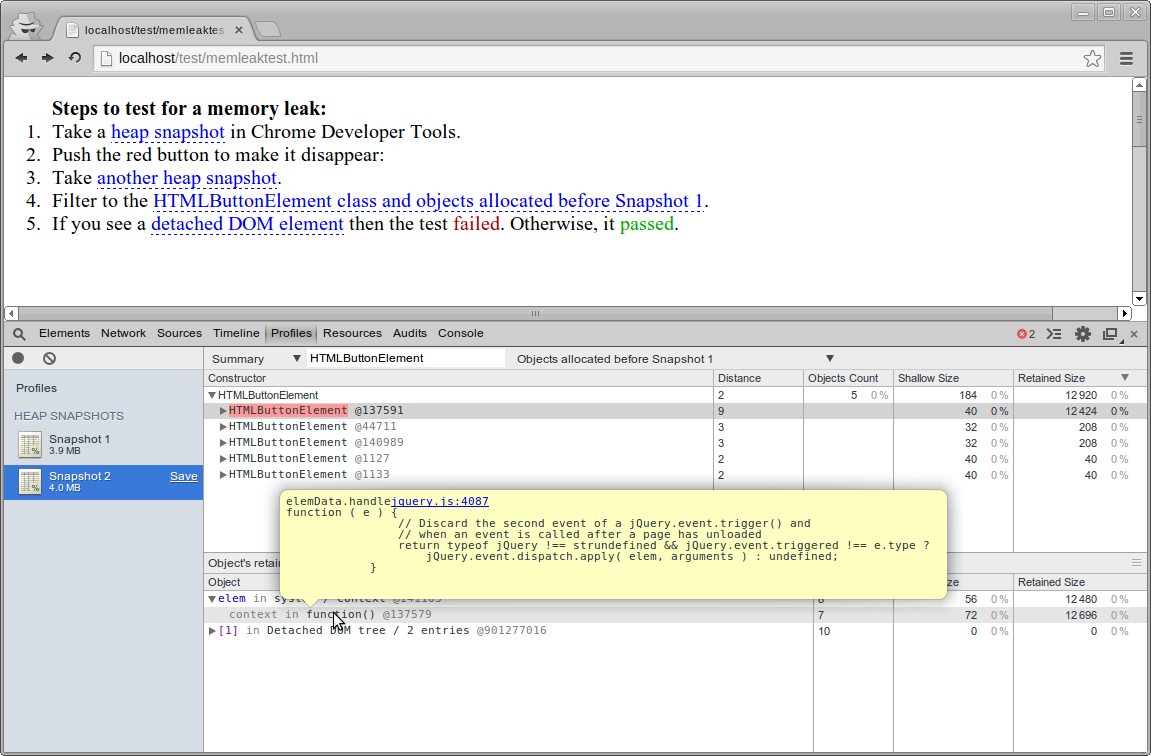 localhost/test/memleaktes
localhost/test/memleaktest.html
Steps to test for a memory leak:
1. Take a heap snapshot in Chrome Developer Tools.
2. Push the red button to make it disappear:
3. Take another heap snapshot.
4. Filter to the HTMLButtonElement class and objects allocated before Snapshot 1.
5. If you see a detached DOM element then the test failed. Otherwise, it passed.
Elements Network Sources Timeline Profiles Resources Audits Console 2
Summary HTMLButtonElement Objects allocated before Snapshot 1
Profiles
HEAP SNAPSHOTS
Snapshot 1
3.9 MB
Snapshot 2 Save
4.0 MB
Constructor Distance Objects Count Shallow Size Retained Size
HTMLButtonElement 2 5 0 % 184 0 % 12 920 0 %
HTMLButtonElement @137591 9 40 0 % 12 424 0 %
HTMLButtonElement @44711 3 32 0 % 208 0 %
HTMLButtonElement @140989 3 32 0 % 208 0 %
HTMLButtonElement @1127 2 40 0 % 40 0 %
HTMLButtonElement @1133 2 40 0 % 40 0 %
elemData.handlejquery.js:4087
function ( e ) {
// Discard the second event of a jQuery.event.trigger() and
// when an event is called after a page has unloaded
return typeof jQuery !== strundefined && jQuery.event.triggered !== e.type ?
jQuery.event.dispatch.apply( elem, arguments ) : undefined;
}
Object's retai
Object ze Retained Size
elem in system / context @141165 8 56 0 % 12 480 0 %
context in function() @137579 7 72 0 % 12 696 0 %
[1] in Detached DOM tree / 2 entries @901277016 10 0 0 % 0 0 %